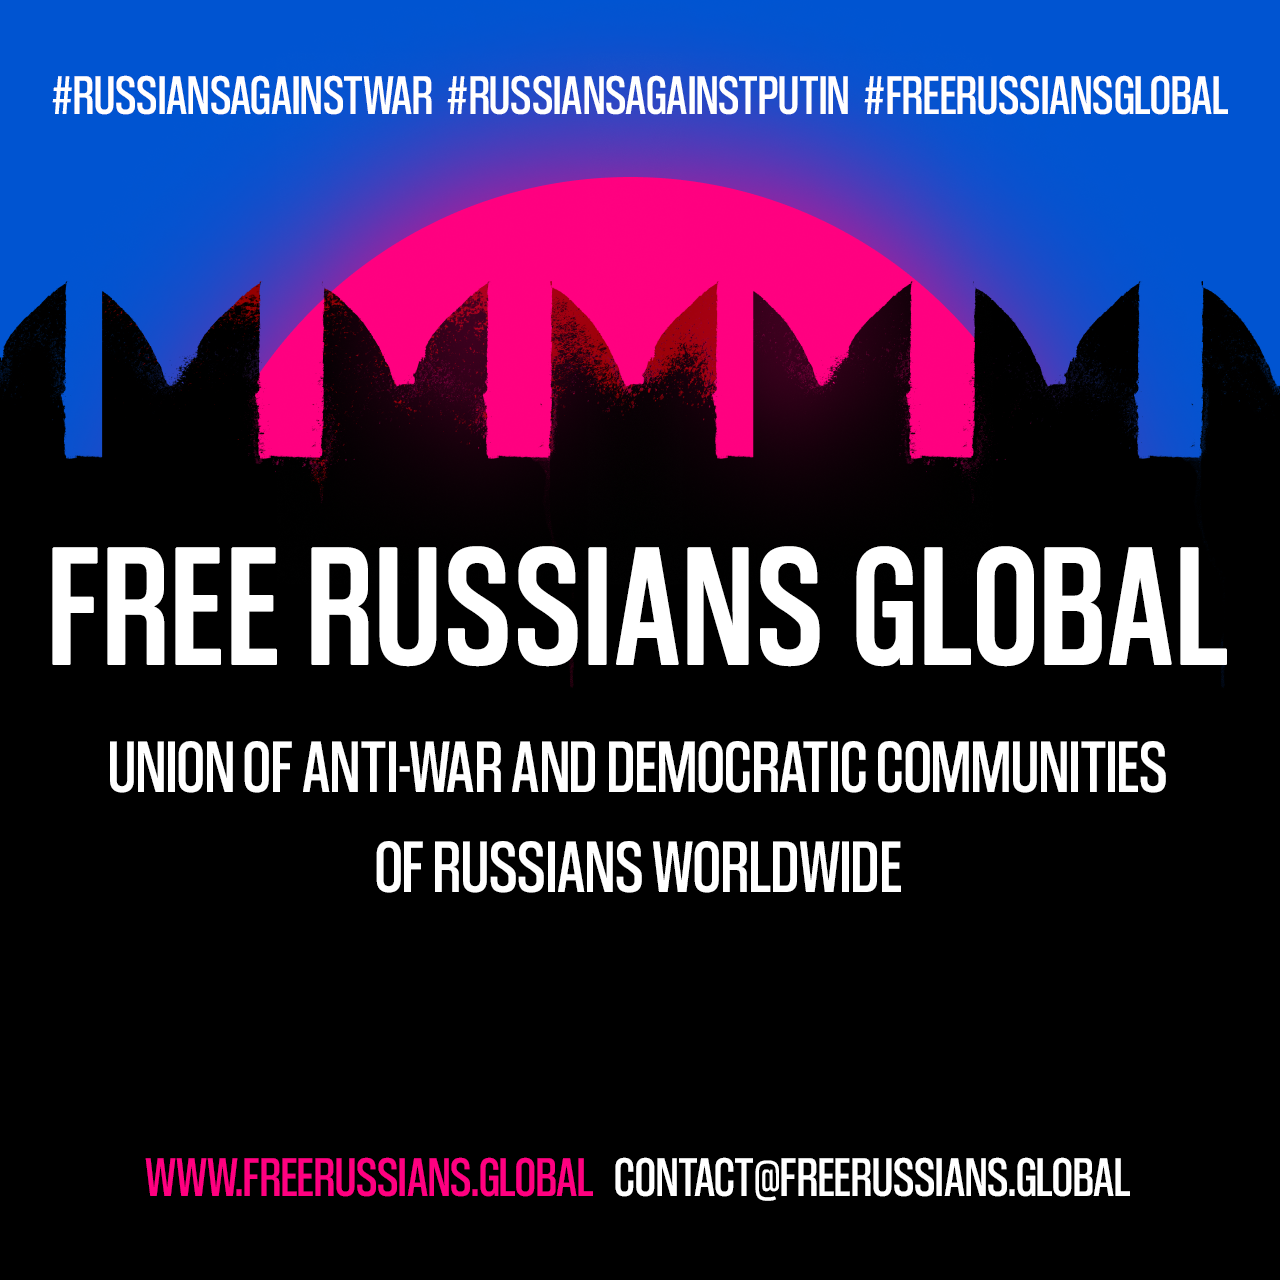 #RUSSIANSAGAINSTWAR #RUSSIANSAGAINSTPUTIN #FREERUSSIANSGLOBAL
FREE RUSSIANS GLOBAL
UNION OF ANTI-WAR AND DEMOCRATIC COMMUNITIES
OF RUSSIANS WORLDWIDE
WWW.FREERUSSIANS.GLOBAL CONTACT@FREERUSSIANS.GLOBAL